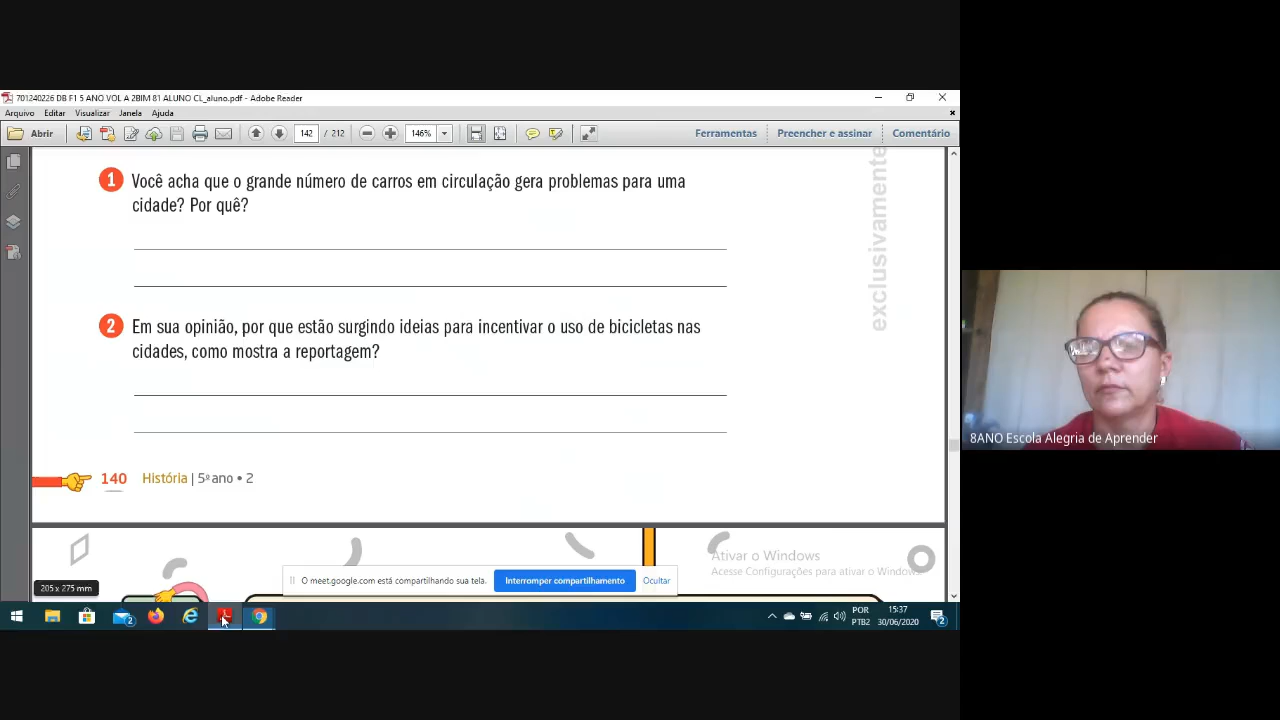 701240226 DB F1 5 ANO VOL A 2BIM 81 ALUNO CL_aluno.pdf - Adobe Reader
Arquivo Editar Visualizar Janela Ajuda
Abrir 142 / 212 146% Ferramentas Preencher e assinar Comentário
1 Você acha que o grande número de carros em circulação gera problemas para uma
cidade? Por quê?
2 Em sua opinião, por que estão surgindo ideias para incentivar o uso de bicicletas nas
cidades, como mostra a reportagem?
140 História | 5º ano • 2
exclusivamente
8ANO Escola Alegria de Aprender
Ativar o Windows
Acesse Configurações para ativar o Windows.
205 x 275 mm
O meet.google.com está compartilhando sua tela. Interromper compartilhamento Ocultar
POR 15:37
PTB2 30/06/2020
2
2